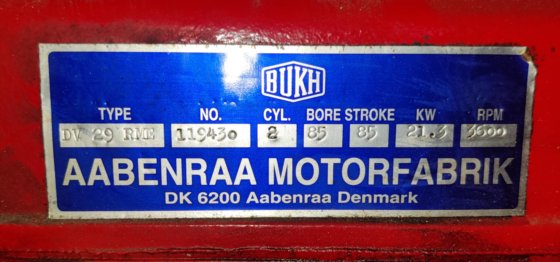 BUKH
TYPE NO. CYL. BORE STROKE KW RPM
DV 29 RME 119430 2 85 85 21.3 3600
AABENRAA MOTORFABRIK
DK 6200 Aabenraa Denmark